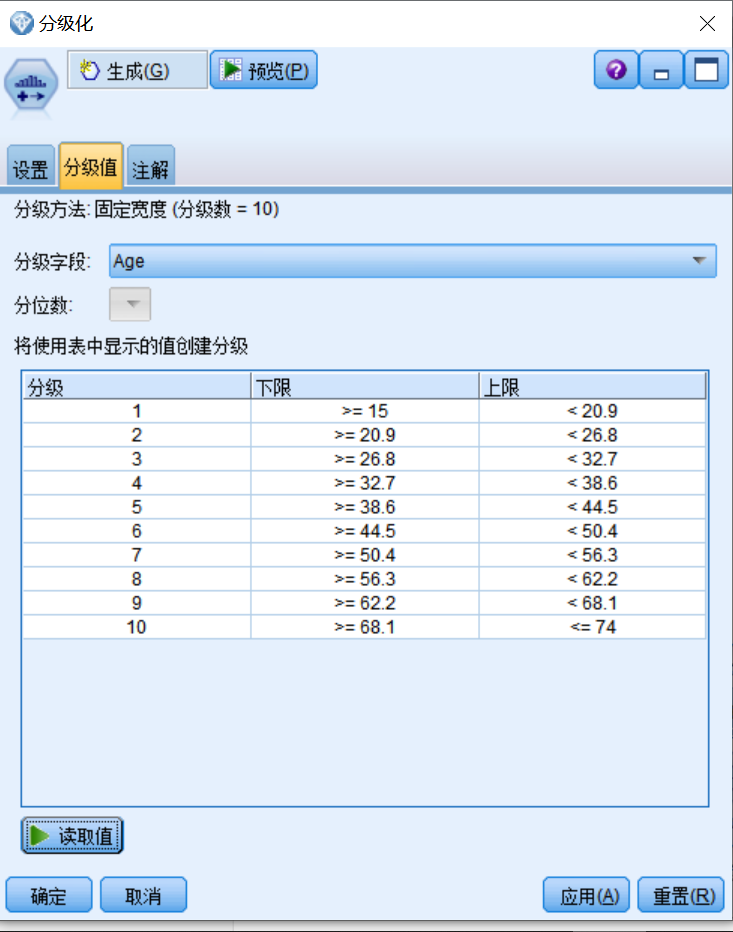 分级化
生成(G) 预览(P)
设置 分级值 注解
分级方法: 固定宽度 (分级数 = 10)
分级字段: Age
分位数:
将使用表中显示的值创建分级
分级 下限 上限
1 >= 15 < 20.9
2 >= 20.9 < 26.8
3 >= 26.8 < 32.7
4 >= 32.7 < 38.6
5 >= 38.6 < 44.5
6 >= 44.5 < 50.4
7 >= 50.4 < 56.3
8 >= 56.3 < 62.2
9 >= 62.2 < 68.1
10 >= 68.1 <= 74
读取值
确定 取消 应用(A) 重置(R)